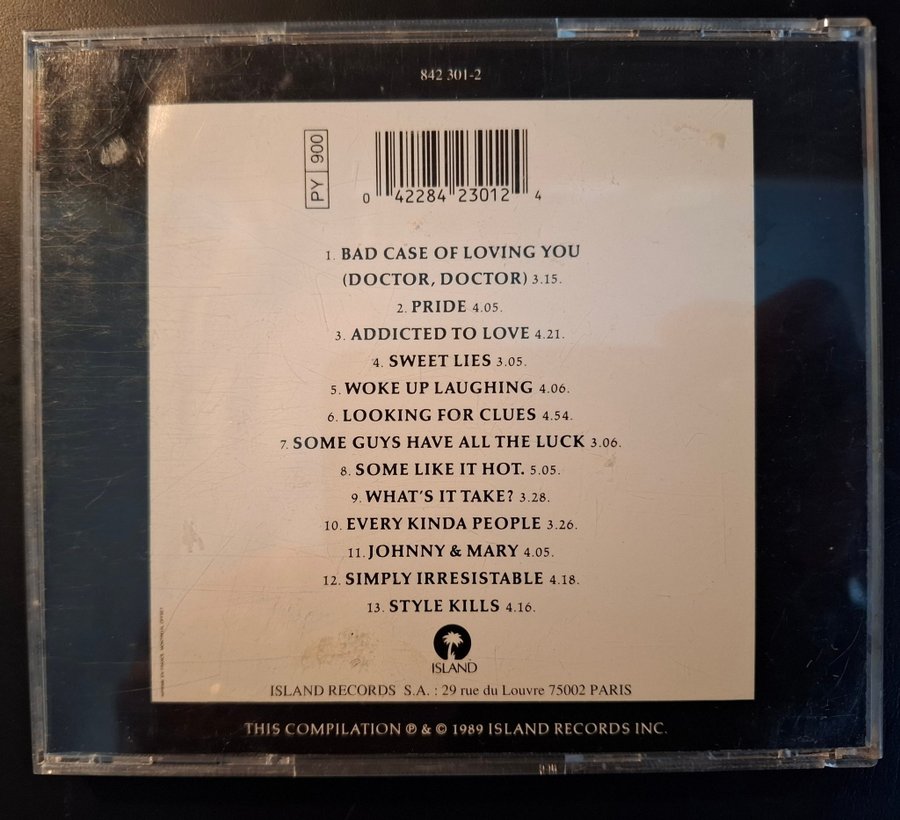 842 301-2
PY 900
0 42284 23012 4
1. BAD CASE OF LOVING YOU
(DOCTOR, DOCTOR) 3.15.
2. PRIDE 4.05.
3. ADDICTED TO LOVE 4.21.
4. SWEET LIES 3.05.
5. WOKE UP LAUGHING 4.06.
6. LOOKING FOR CLUES 4.54.
7. SOME GUYS HAVE ALL THE LUCK 3.06.
8. SOME LIKE IT HOT. 5.05.
9. WHAT'S IT TAKE? 3.28.
10. EVERY KINDA PEOPLE 3.26.
11. JOHNNY & MARY 4.05.
12. SIMPLY IRRESISTABLE 4.18.
13. STYLE KILLS 4.16.
ISLAND
ISLAND RECORDS S.A. : 29 rue du Louvre 75002 PARIS
THIS COMPILATION ℗ & © 1989 ISLAND RECORDS INC.